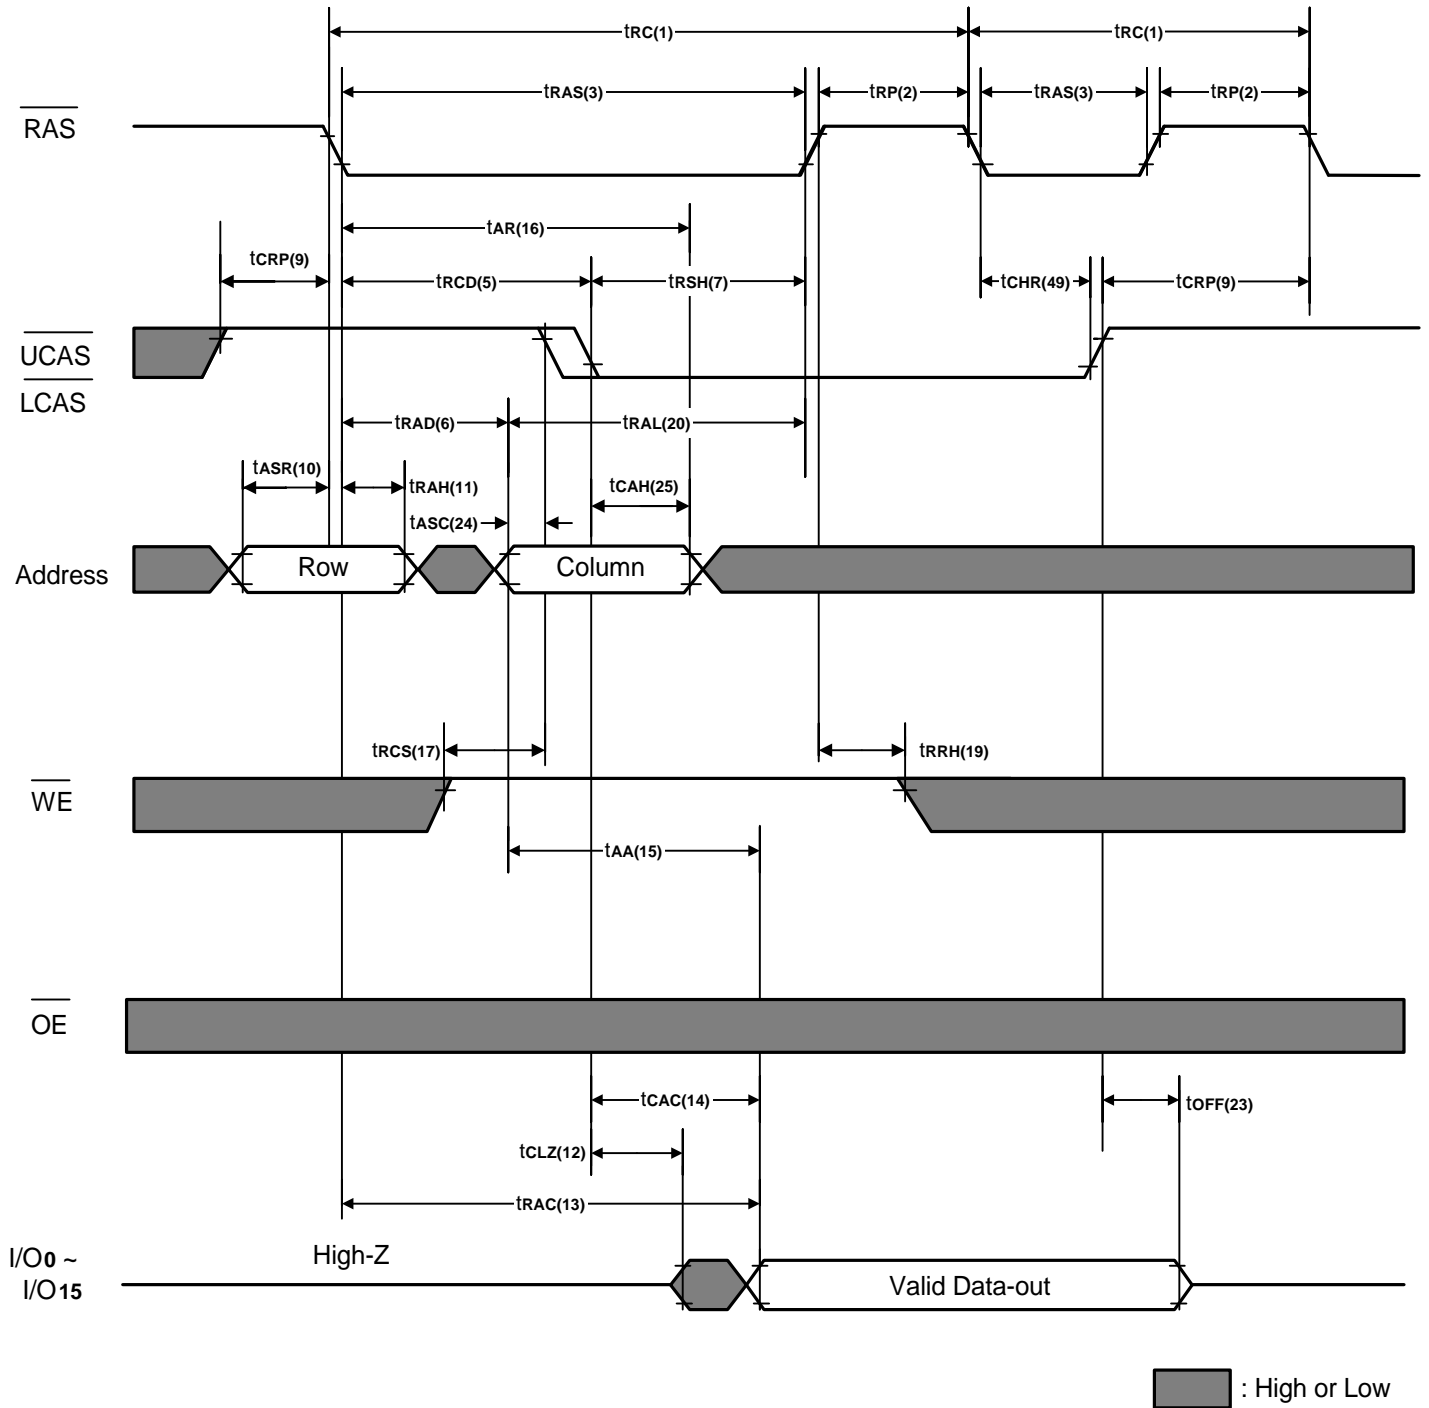 tRC(1) tRC(1)
tRAS(3) tRP(2) tRAS(3) tRP(2)
RAS
tAR(16)
tCRP(9) tRCD(5) tRSH(7) tCHR(49) tCRP(9)
UCAS
LCAS
tRAD(6) tRAL(20)
tASR(10) tRAH(11) tCAH(25)
tASC(24)
Address Row Column
tRCS(17) tRRH(19)
WE
tAA(15)
OE
tCAC(14) tOFF(23)
tCLZ(12)
tRAC(13)
I/O0 ~ High-Z
I/O15 Valid Data-out
: High or Low